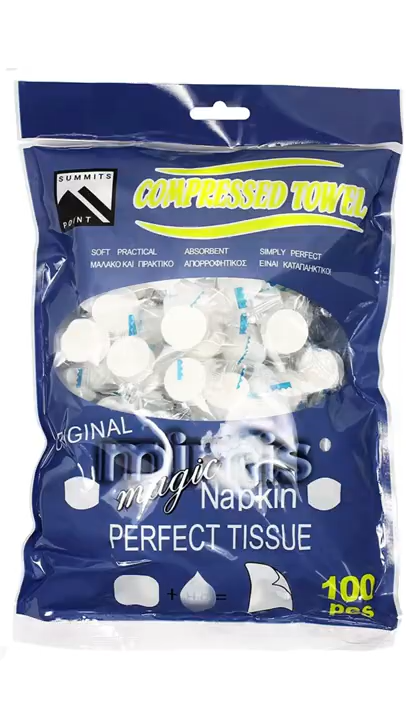 SUMMITS
POINT
COMPRESSED TOWEL
SOFT PRACTICAL ABSORBENT SIMPLY PERFECT
ΜΑΛΑΚΟ ΚΑΙ ΠΡΑΚΤΙΚΟ ΑΠΟΡΡΟΦΗΤΙΚΟΣ ΕΙΝΑΙ ΚΑΤΑΠΛΗΚΤΙΚΟΙ
ORIGINAL
magic Napkin
PERFECT TISSUE
+ =
100
pcs